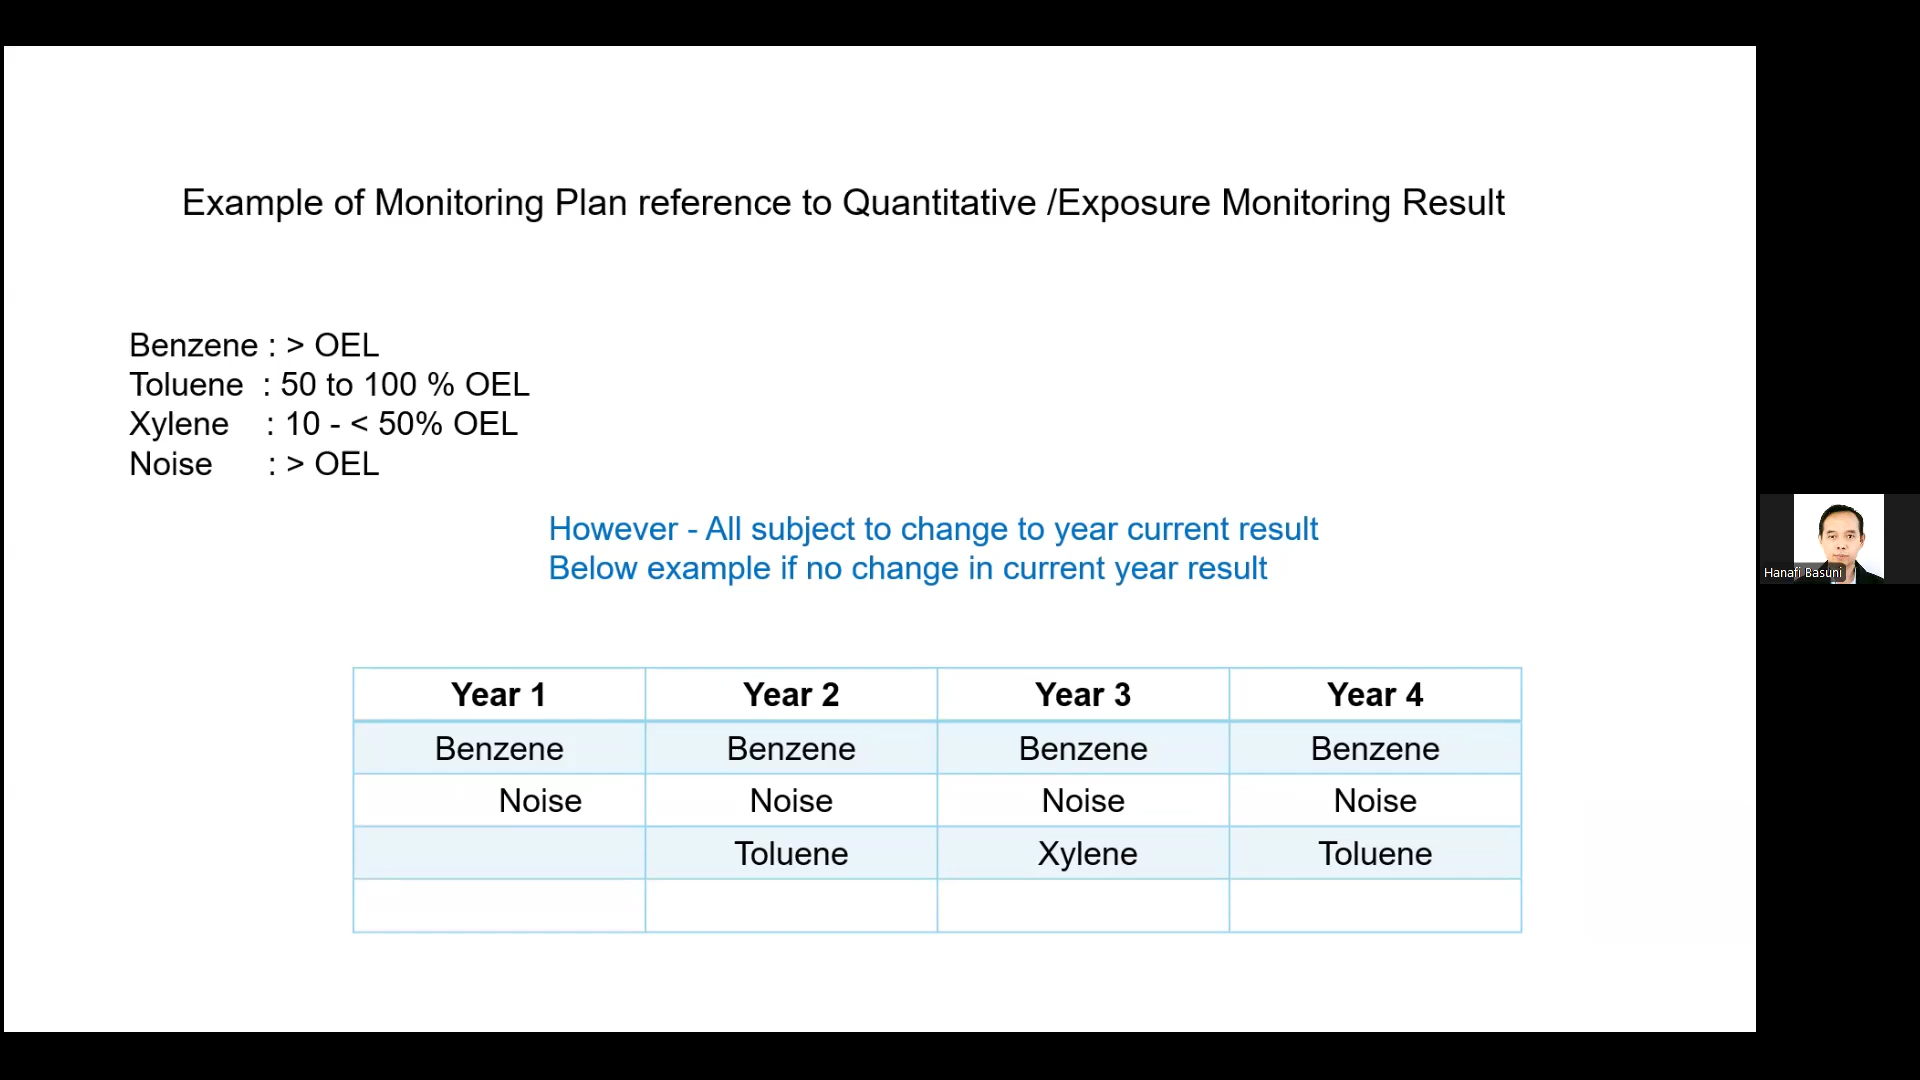 Example of Monitoring Plan reference to Quantitative /Exposure Monitoring Result
Benzene : > OEL
Toluene : 50 to 100 % OEL
Xylene : 10 - < 50% OEL
Noise : > OEL
However - All subject to change to year current result
Below example if no change in current year result
Year 1 Year 2 Year 3 Year 4
Benzene Benzene Benzene Benzene
Noise Noise Noise Noise
Toluene Xylene Toluene
Hanafi Basuni